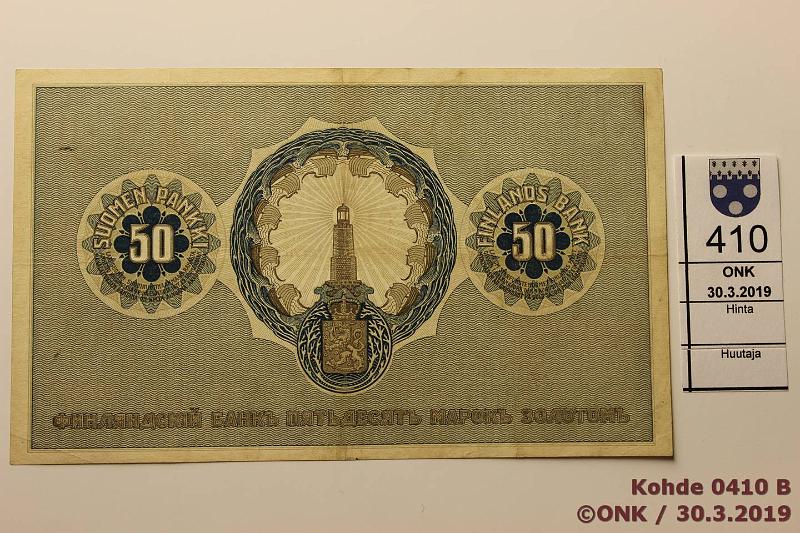 SUOMEN PANKKI
50
FINLANDS BANK
50
ФИНЛЯНДСКІЙ БАНКЪ ПЯТЬДЕСЯТЬ МАРОКЪ ЗОЛОТОМЪ
410
ONK
30.3.2019
Hinta
Huutaja
Kohde 0410 B
©ONK / 30.3.2019